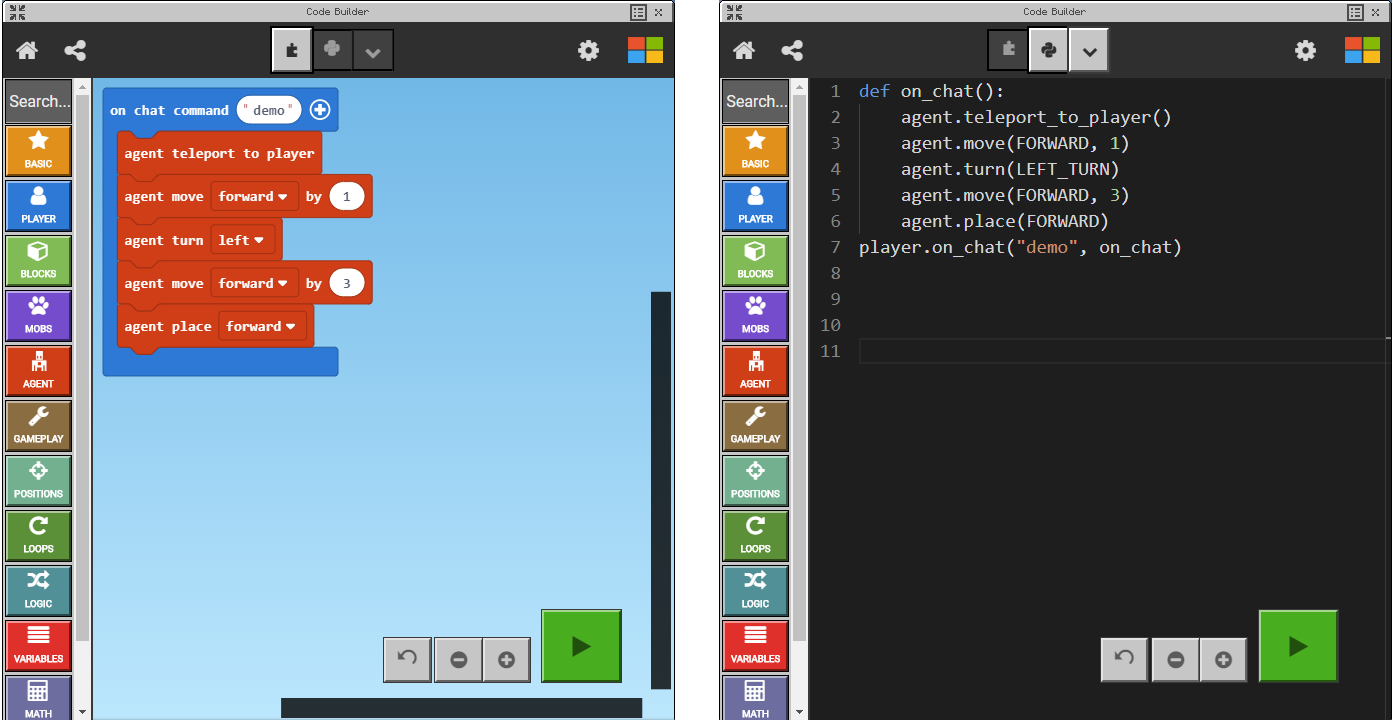 Code Builder
Search...
BASIC
PLAYER
BLOCKS
MOBS
AGENT
GAMEPLAY
POSITIONS
LOOPS
LOGIC
VARIABLES
MATH
on chat command "demo"
agent teleport to player
agent move forward by 1
agent turn left
agent move forward by 3
agent place forward
Code Builder
Search...
BASIC
PLAYER
BLOCKS
MOBS
AGENT
GAMEPLAY
POSITIONS
LOOPS
LOGIC
VARIABLES
MATH
1 def on_chat():
2 agent.teleport_to_player()
3 agent.move(FORWARD, 1)
4 agent.turn(LEFT_TURN)
5 agent.move(FORWARD, 3)
6 agent.place(FORWARD)
7 player.on_chat("demo", on_chat)
8
9
10
11